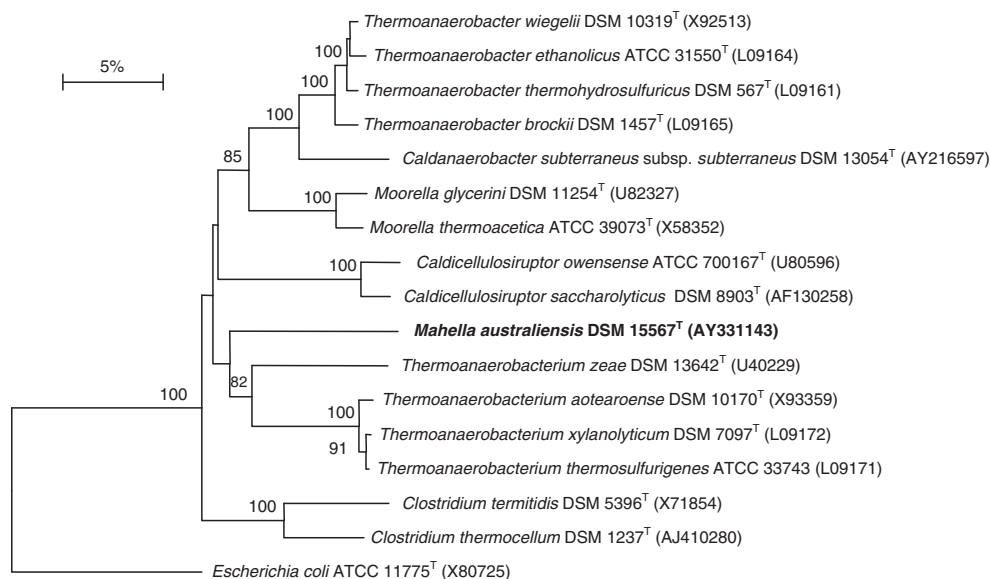 Thermoanaerobacter wiegelii DSM 10319ᵀ (X92513)
100
Thermoanaerobacter ethanolicus ATCC 31550ᵀ (L09164)
5%
100
Thermoanaerobacter thermohydrosulfuricus DSM 567ᵀ (L09161)
100
Thermoanaerobacter brockii DSM 1457ᵀ (L09165)
85
Caldanaerobacter subterraneus subsp. subterraneus DSM 13054ᵀ (AY216597)
100
Moorella glycerini DSM 11254ᵀ (U82327)
Moorella thermoacetica ATCC 39073ᵀ (X58352)
100
Caldicellulosiruptor owensense ATCC 700167ᵀ (U80596)
Caldicellulosiruptor saccharolyticus DSM 8903ᵀ (AF130258)
Mahella australiensis DSM 15567ᵀ (AY331143)
Thermoanaerobacterium zeae DSM 13642ᵀ (U40229)
82
100
Thermoanaerobacterium aotearoense DSM 10170ᵀ (X93359)
100
Thermoanaerobacterium xylanolyticum DSM 7097ᵀ (L09172)
91
Thermoanaerobacterium thermosulfurigenes ATCC 33743 (L09171)
100
Clostridium termitidis DSM 5396ᵀ (X71854)
Clostridium thermocellum DSM 1237ᵀ (AJ410280)
Escherichia coli ATCC 11775ᵀ (X80725)